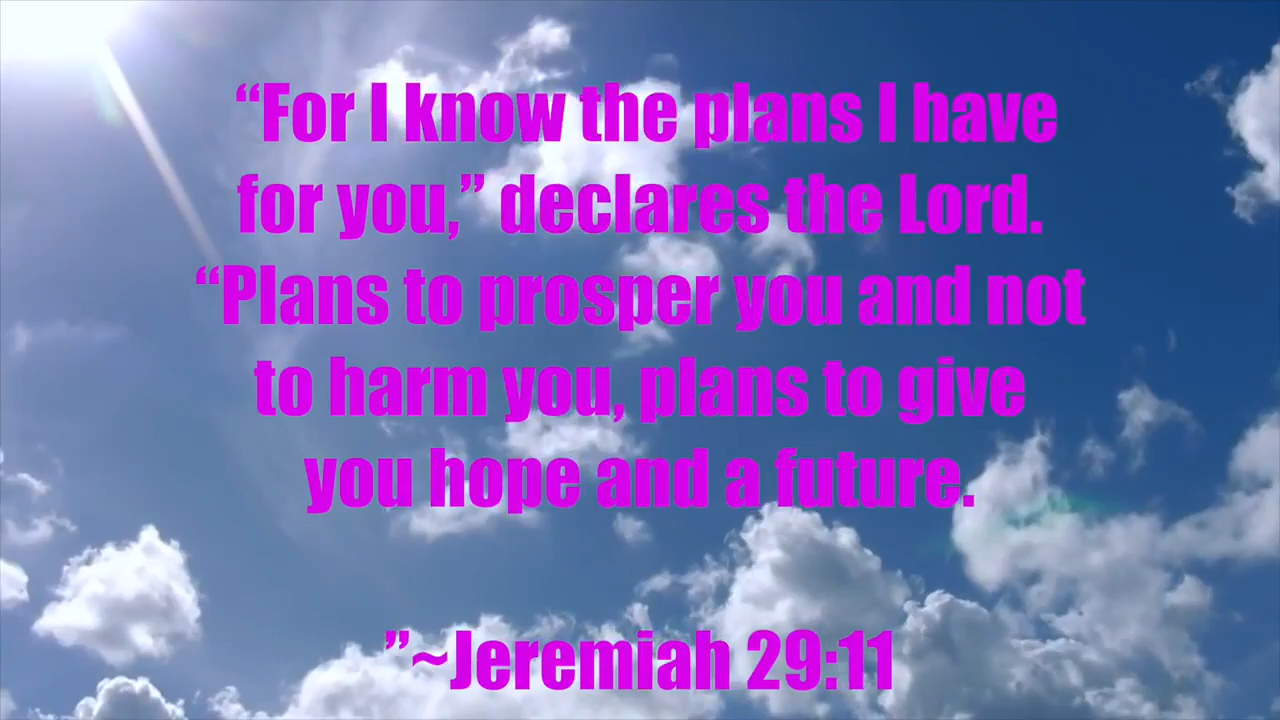 “For I know the plans I have
for you,” declares the Lord.
“Plans to prosper you and not
to harm you, plans to give
you hope and a future.
”~Jeremiah 29:11